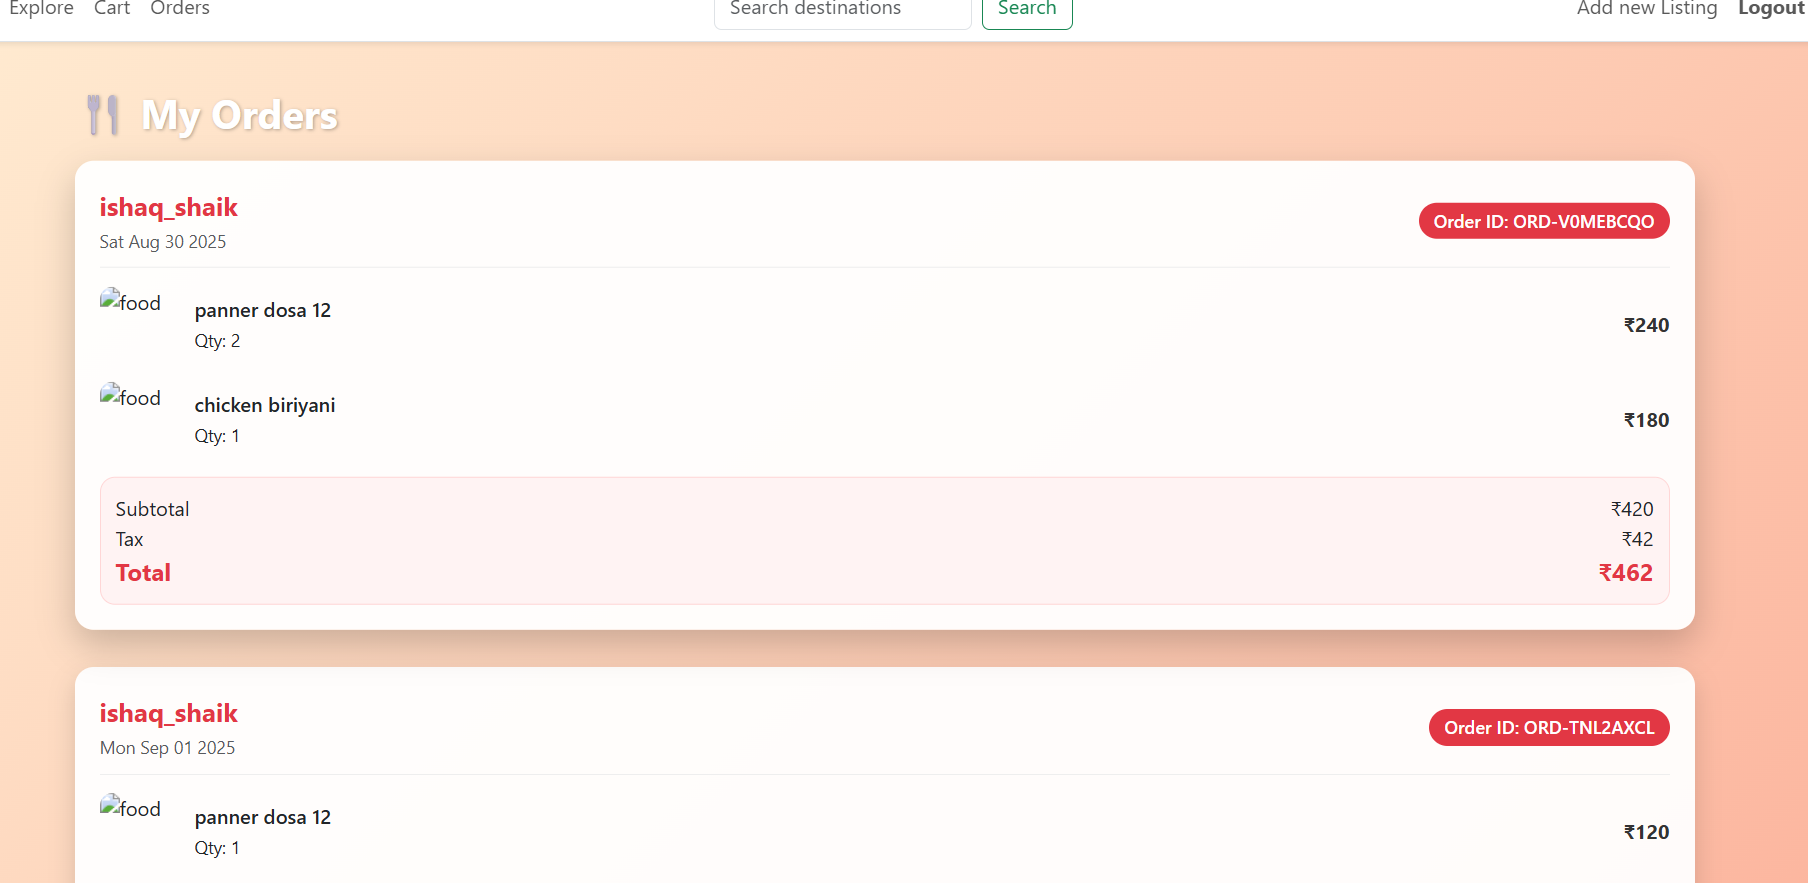 Explore Cart Orders Search destinations Search Add new Listing Logout
My Orders
ishaq_shaik
Order ID: ORD-V0MEBCQO
Sat Aug 30 2025
food
panner dosa 12
Qty: 2
₹240
food
chicken biriyani
Qty: 1
₹180
Subtotal ₹420
Tax ₹42
Total ₹462
ishaq_shaik
Order ID: ORD-TNL2AXCL
Mon Sep 01 2025
food
panner dosa 12
Qty: 1
₹120